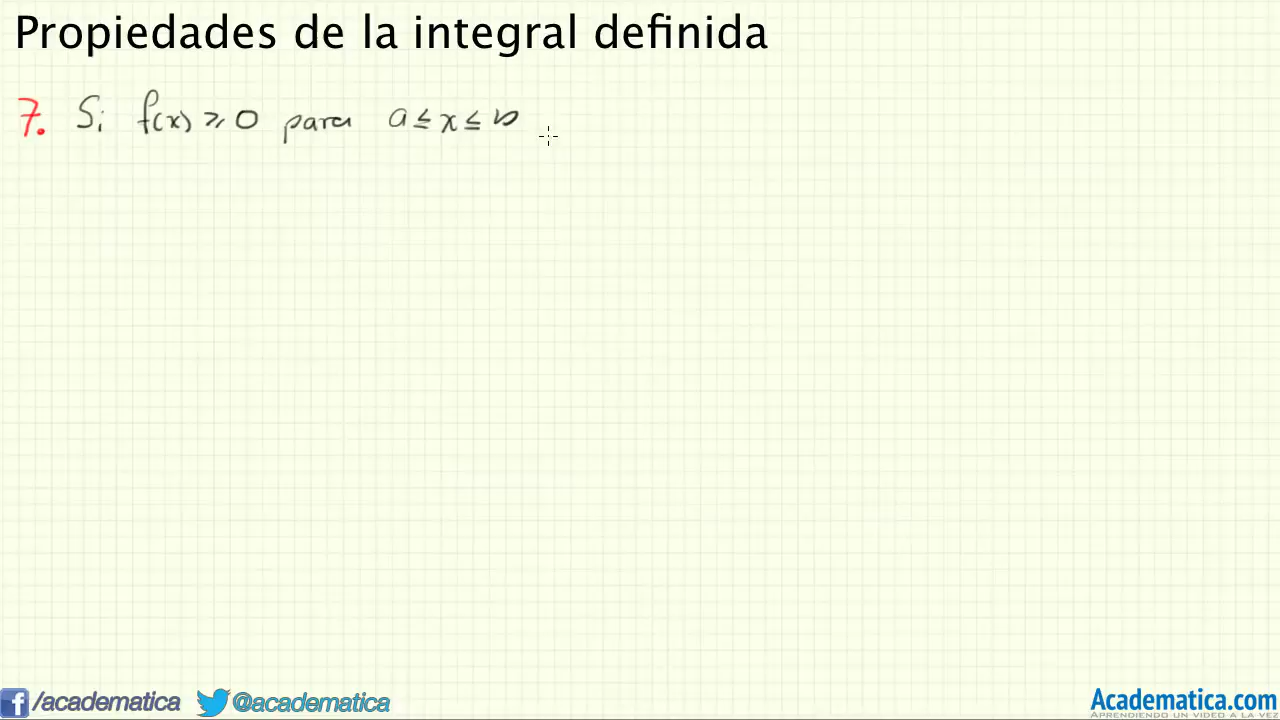 Propiedades de la integral definida
7. Si f(x) ≥ 0 para a ≤ x ≤ b
/academatica @academatica
Academatica.com
APRENDIENDO UN VIDEO A LA VEZ